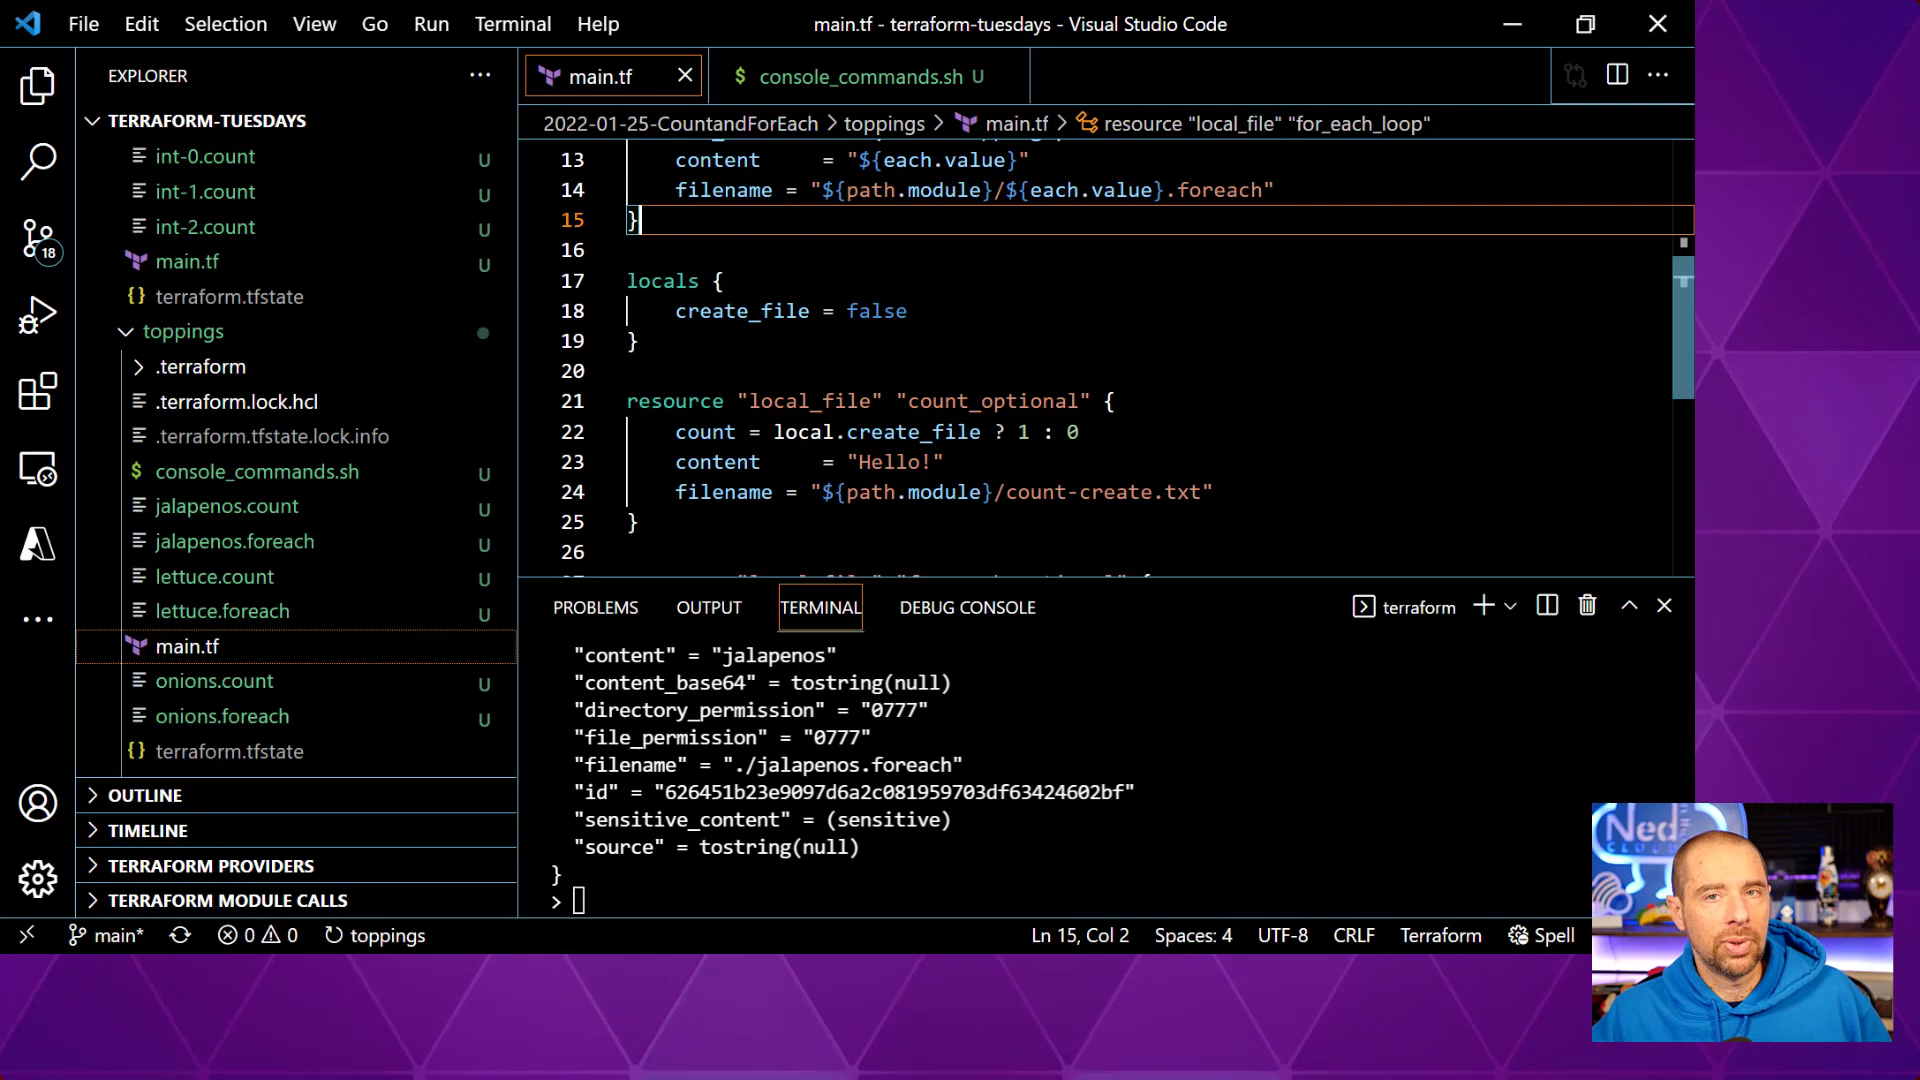 File Edit Selection View Go Run Terminal Help
main.tf - terraform-tuesdays - Visual Studio Code
EXPLORER
TERRAFORM-TUESDAYS
int-0.count U
int-1.count U
int-2.count U
main.tf U
{} terraform.tfstate
toppings
.terraform
.terraform.lock.hcl
.terraform.tfstate.lock.info
$ console_commands.sh U
jalapenos.count U
jalapenos.foreach U
lettuce.count U
lettuce.foreach U
main.tf
onions.count U
onions.foreach U
{} terraform.tfstate
OUTLINE
TIMELINE
TERRAFORM PROVIDERS
TERRAFORM MODULE CALLS
18
main.tf
$ console_commands.sh U
2022-01-25-CountandForEach > toppings > main.tf > resource "local_file" "for_each_loop"
13 content = "${each.value}"
14 filename = "${path.module}/${each.value}.foreach"
15 }
16
17 locals {
18 create_file = false
19 }
20
21 resource "local_file" "count_optional" {
22 count = local.create_file ? 1 : 0
23 content = "Hello!"
24 filename = "${path.module}/count-create.txt"
25 }
26
PROBLEMS OUTPUT TERMINAL DEBUG CONSOLE
terraform
"content" = "jalapenos"
"content_base64" = tostring(null)
"directory_permission" = "0777"
"file_permission" = "0777"
"filename" = "./jalapenos.foreach"
"id" = "626451b23e9097d6a2c081959703df63424602bf"
"sensitive_content" = (sensitive)
"source" = tostring(null)
}
>
main* 0 0 toppings
Ln 15, Col 2 Spaces: 4 UTF-8 CRLF Terraform Spell
Ned